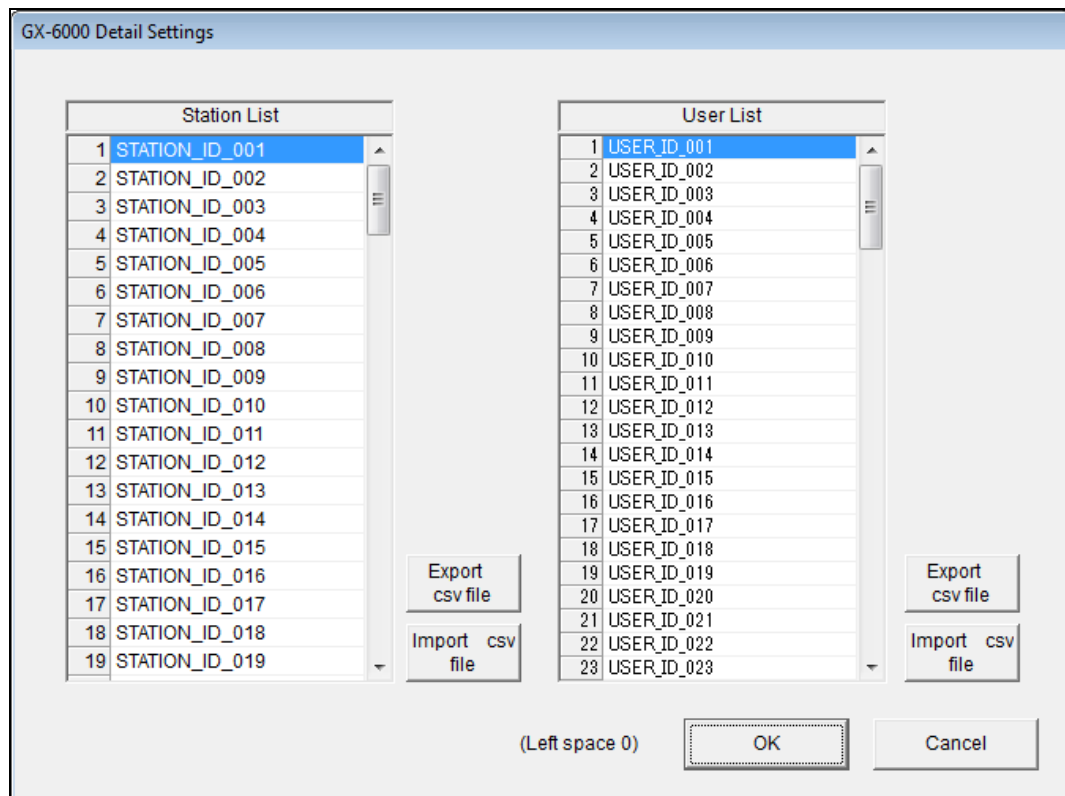 GX-6000 Detail Settings
Station List
1 STATION_ID_001
2 STATION_ID_002
3 STATION_ID_003
4 STATION_ID_004
5 STATION_ID_005
6 STATION_ID_006
7 STATION_ID_007
8 STATION_ID_008
9 STATION_ID_009
10 STATION_ID_010
11 STATION_ID_011
12 STATION_ID_012
13 STATION_ID_013
14 STATION_ID_014
15 STATION_ID_015
16 STATION_ID_016
17 STATION_ID_017
18 STATION_ID_018
19 STATION_ID_019
Export
csv file
Import csv
file
User List
1 USER_ID_001
2 USER_ID_002
3 USER_ID_003
4 USER_ID_004
5 USER_ID_005
6 USER_ID_006
7 USER_ID_007
8 USER_ID_008
9 USER_ID_009
10 USER_ID_010
11 USER_ID_011
12 USER_ID_012
13 USER_ID_013
14 USER_ID_014
15 USER_ID_015
16 USER_ID_016
17 USER_ID_017
18 USER_ID_018
19 USER_ID_019
20 USER_ID_020
21 USER_ID_021
22 USER_ID_022
23 USER_ID_023
Export
csv file
Import csv
file
(Left space 0)
OK
Cancel